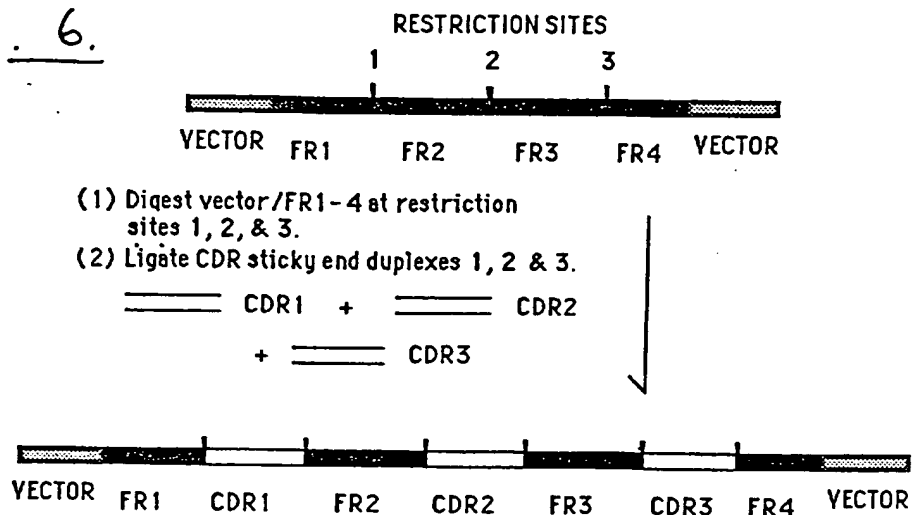 . 6.
RESTRICTION SITES
1 2 3
VECTOR FR1 FR2 FR3 FR4 VECTOR
(1) Digest vector/FR1-4 at restriction
sites 1, 2, & 3.
(2) Ligate CDR sticky end duplexes 1, 2 & 3.
CDR1 + CDR2
+ CDR3
VECTOR FR1 CDR1 FR2 CDR2 FR3 CDR3 FR4 VECTOR